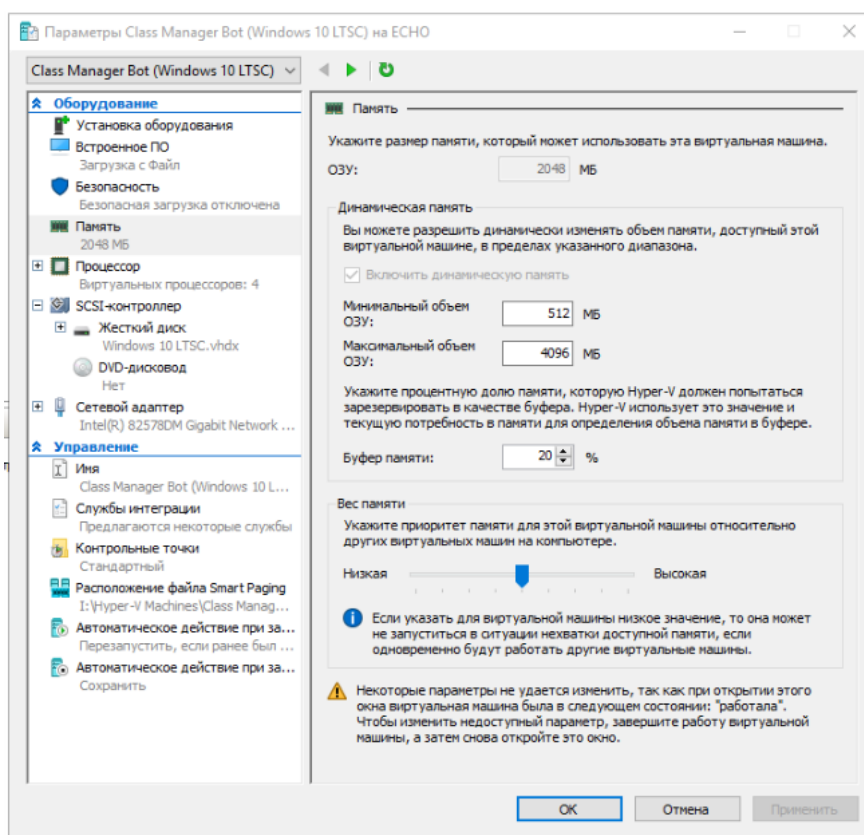 Параметры Class Manager Bot (Windows 10 LTSC) на ECHO
Class Manager Bot (Windows 10 LTSC)
Оборудование
Установка оборудования
Встроенное ПО
Загрузка с Файл
Безопасность
Безопасная загрузка отключена
Память
2048 МБ
Процессор
Виртуальных процессоров: 4
SCSI-контроллер
Жесткий диск
Windows 10 LTSC.vhdx
DVD-дисковод
Нет
Сетевой адаптер
Intel(R) 82578DM Gigabit Network ...
Управление
Имя
Class Manager Bot (Windows 10 L...
Службы интеграции
Предлагаются некоторые службы
Контрольные точки
Стандартный
Расположение файла Smart Paging
I:\Hyper-V Machines\Class Manag...
Автоматическое действие при за...
Перезапустить, если ранее был ...
Автоматическое действие при за...
Сохранить
Память
Укажите размер памяти, который может использовать эта виртуальная машина.
ОЗУ: 2048 МБ
Динамическая память
Вы можете разрешить динамически изменять объем памяти, доступный этой
виртуальной машине, в пределах указанного диапазона.
Включить динамическую память
Минимальный объем
ОЗУ: 512 МБ
Максимальный объем
ОЗУ: 4096 МБ
Укажите процентную долю памяти, которую Hyper-V должен попытаться
зарезервировать в качестве буфера. Hyper-V использует это значение и
текущую потребность в памяти для определения объема памяти в буфере.
Буфер памяти: 20 %
Вес памяти
Укажите приоритет памяти для этой виртуальной машины относительно
других виртуальных машин на компьютере.
Низкая Высокая
Если указать для виртуальной машины низкое значение, то она может
не запуститься в ситуации нехватки доступной памяти, если
одновременно будут работать другие виртуальные машины.
Некоторые параметры не удается изменить, так как при открытии этого
окна виртуальная машина была в следующем состоянии: "работала".
Чтобы изменить недоступный параметр, завершите работу виртуальной
машины, а затем снова откройте это окно.
ОК Отмена Применить